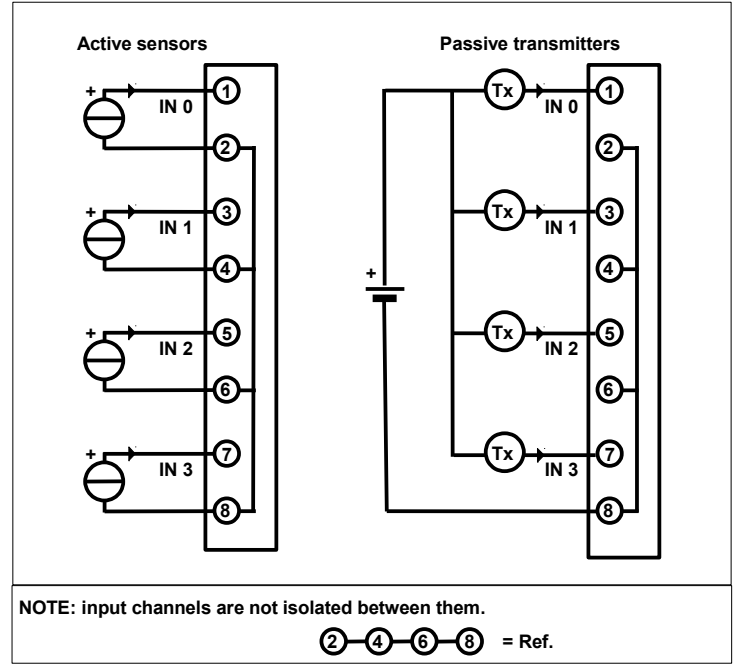 Active sensors
Passive transmitters
+
IN 0
1
2
+
IN 1
3
4
+
IN 2
5
6
+
IN 3
7
8
+
Tx
IN 0
1
2
Tx
IN 1
3
4
Tx
IN 2
5
6
Tx
IN 3
7
8
NOTE: input channels are not isolated between them.
2 4 6 8 = Ref.